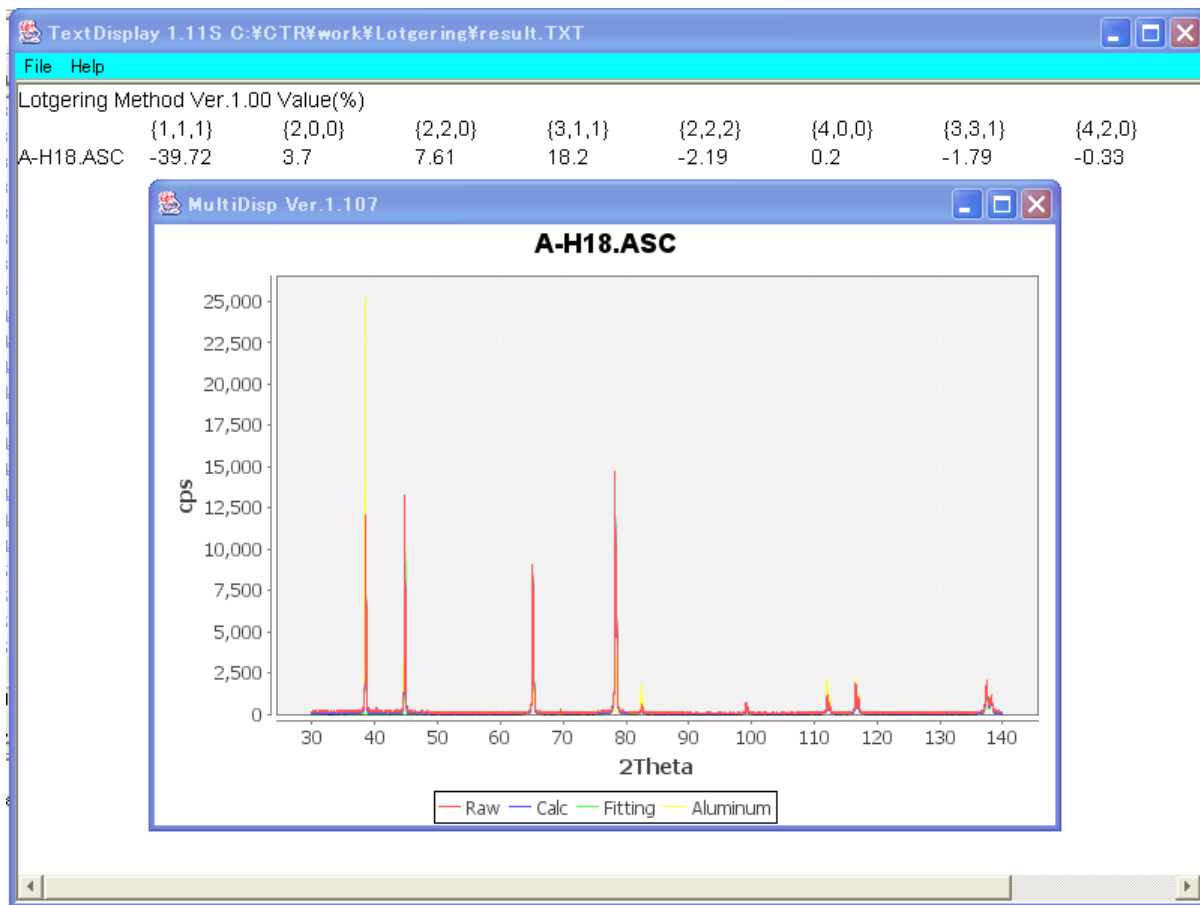 TextDisplay 1.11S C:¥CTR¥work¥Lotgering¥result.TXT
File Help
Lotgering Method Ver.1.00 Value(%)
{1,1,1} {2,0,0} {2,2,0} {3,1,1} {2,2,2} {4,0,0} {3,3,1} {4,2,0}
A-H18.ASC -39.72 3.7 7.61 18.2 -2.19 0.2 -1.79 -0.33
MultiDisp Ver.1.107
A-H18.ASC
25,000
22,500
20,000
17,500
15,000
12,500
10,000
7,500
5,000
2,500
0
cps
30 40 50 60 70 80 90 100 110 120 130 140
2Theta
Raw Calc Fitting Aluminum